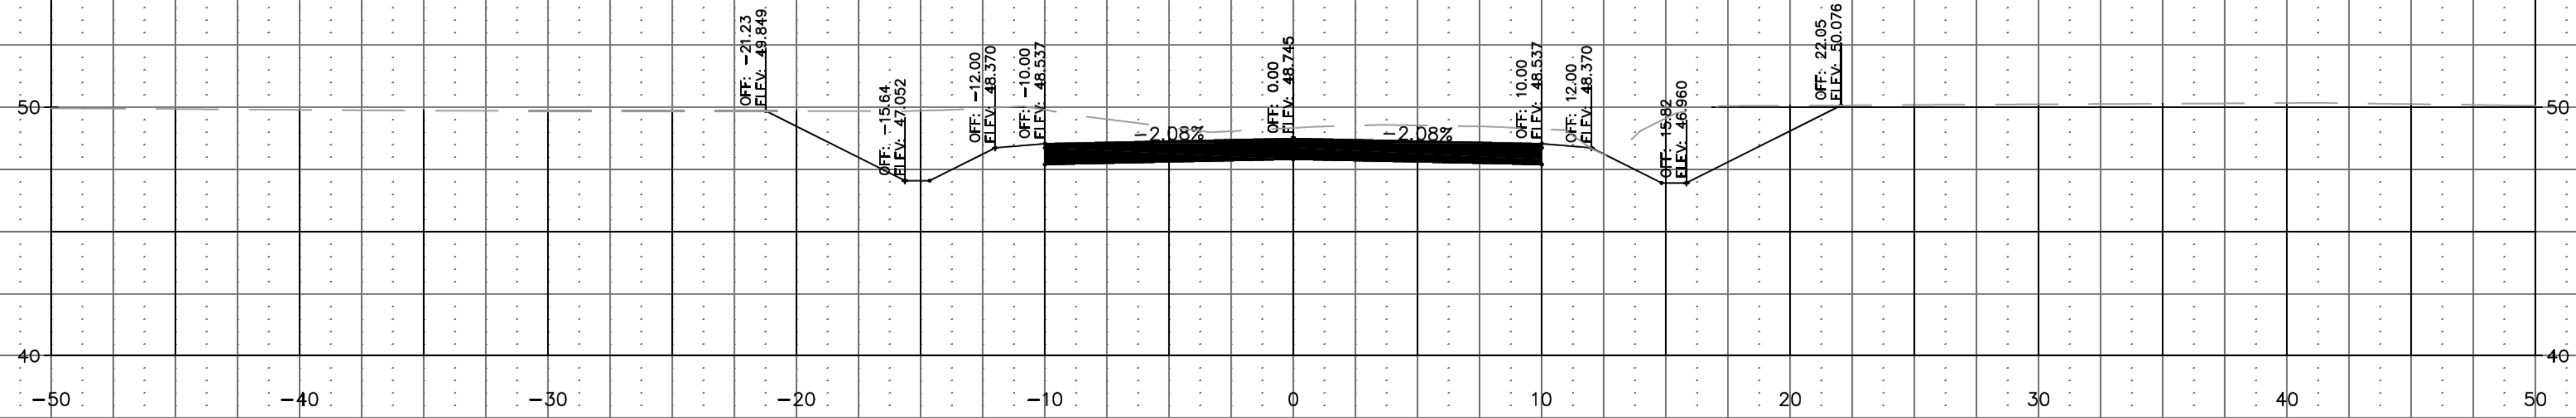 OFF: -21.23
ELEV: 49.849
OFF: -15.64
ELEV: 47.052
OFF: -12.00
ELEV: 48.370
OFF: -10.00
ELEV: 48.537
OFF: 0.00
ELEV: 48.745
OFF: 10.00
ELEV: 48.537
OFF: 12.00
ELEV: 48.370
OFF: 15.82
ELEV: 46.960
OFF: 22.05
ELEV: 50.076
-2.08%
-2.08%
50
50
40
40
-50
-40
-30
-20
-10
0
10
20
30
40
50